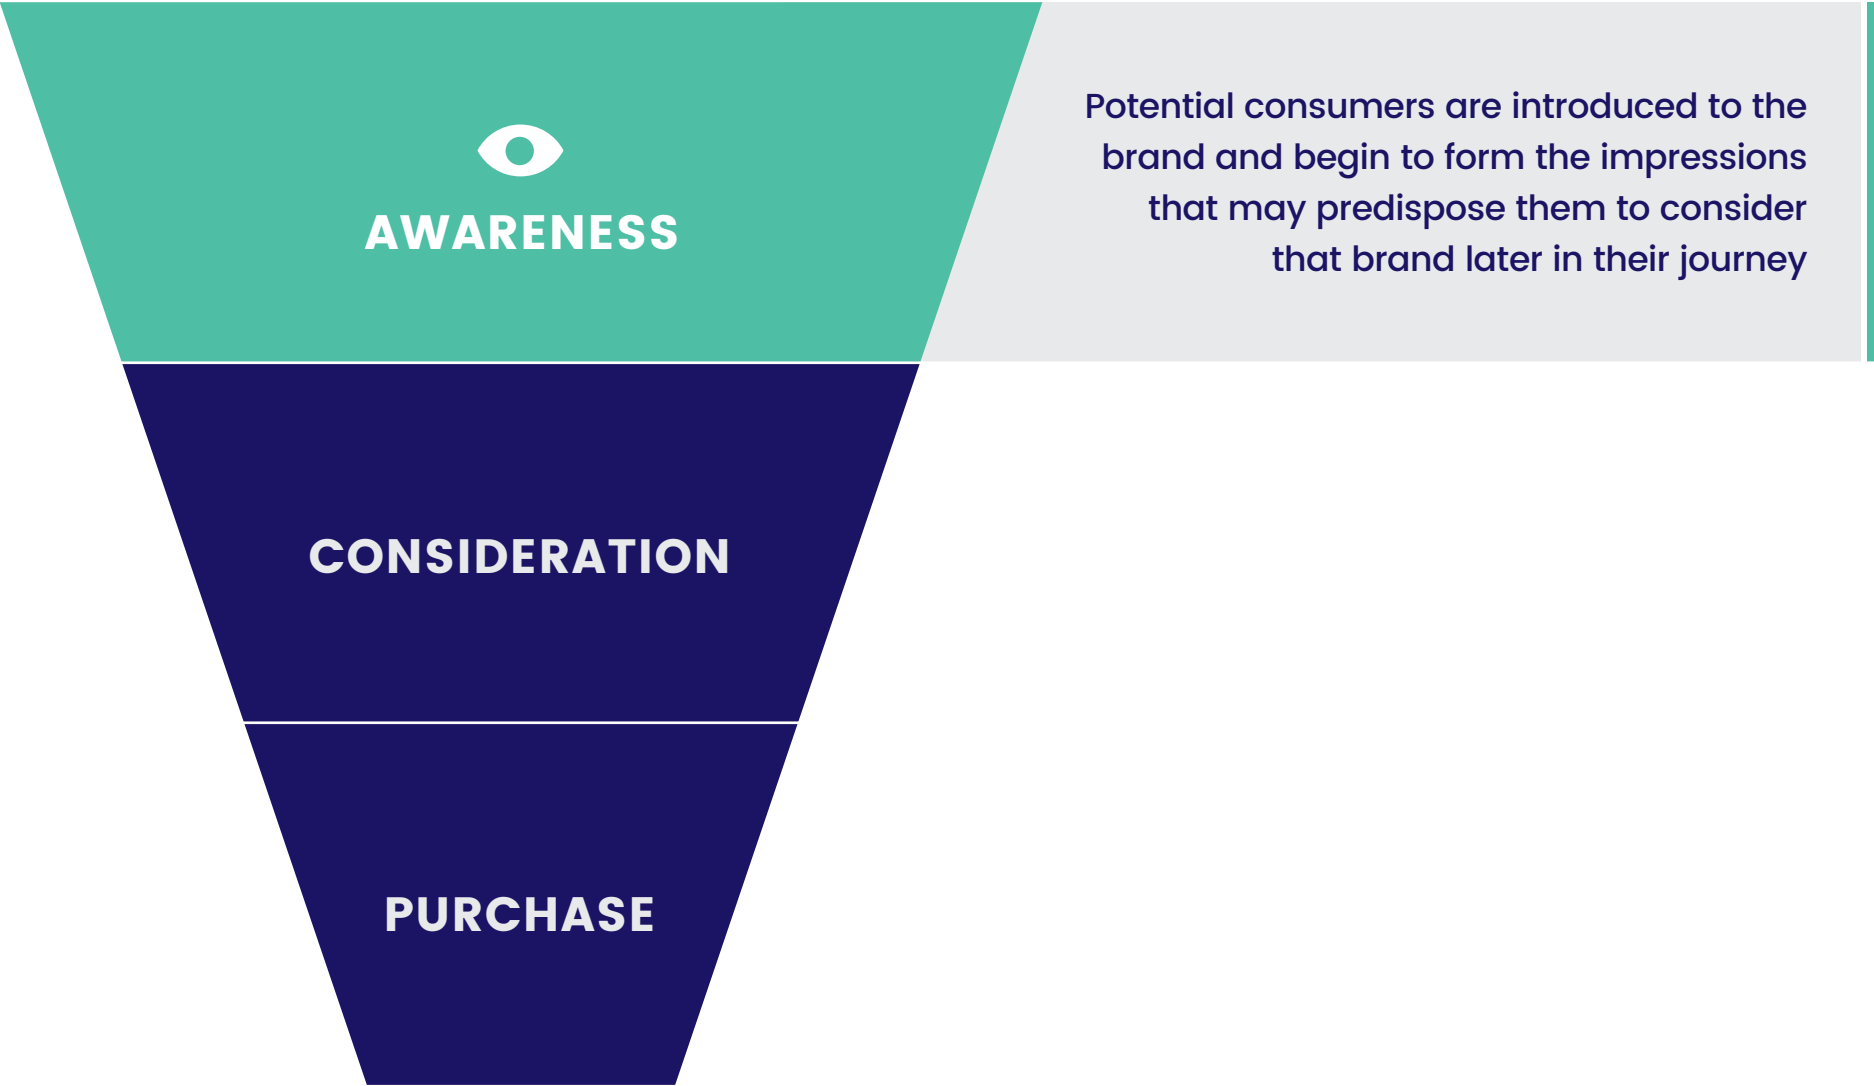 AWARENESS
Potential consumers are introduced to the
brand and begin to form the impressions
that may predispose them to consider
that brand later in their journey
CONSIDERATION
PURCHASE